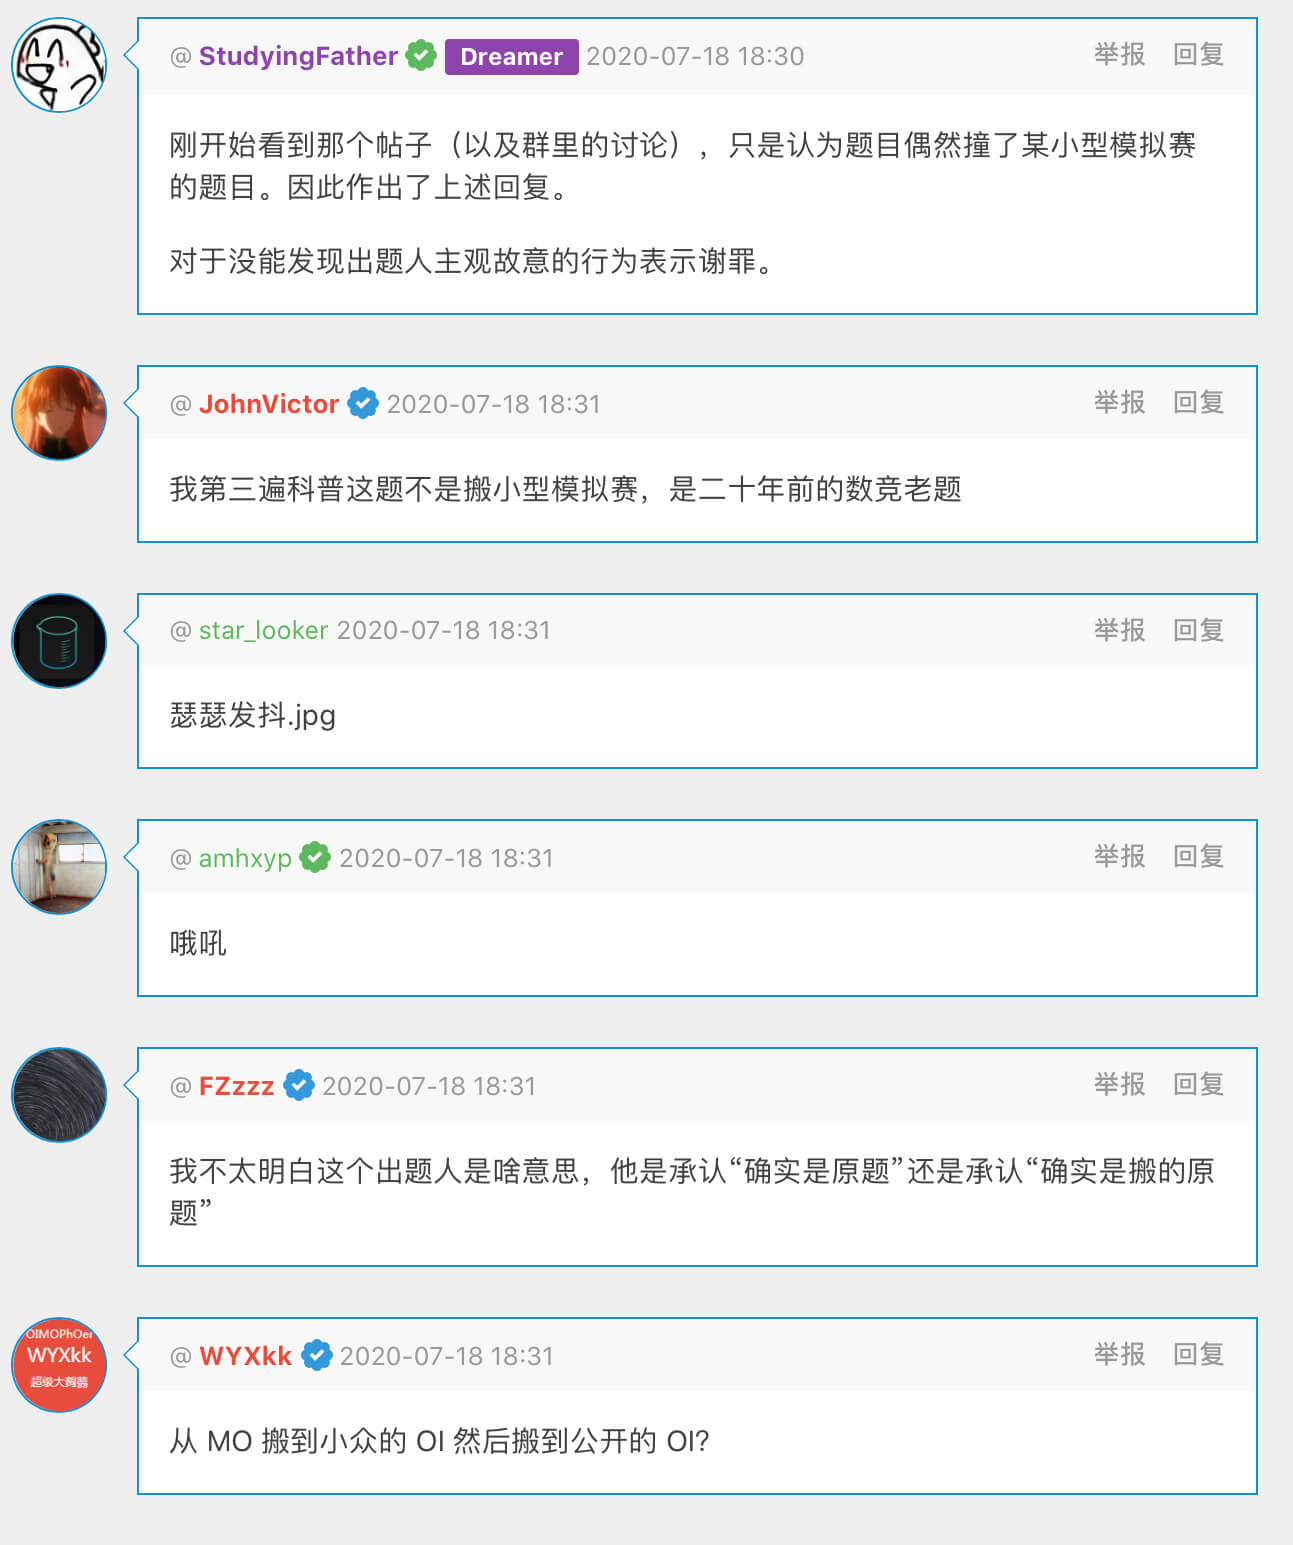 @ StudyingFather Dreamer 2020-07-18 18:30 举报 回复
刚开始看到那个帖子（以及群里的讨论），只是认为题目偶然撞了某小型模拟赛
的题目。因此作出了上述回复。
对于没能发现出题人主观故意的行为表示谢罪。
@ JohnVictor 2020-07-18 18:31 举报 回复
我第三遍科普这题不是搬小型模拟赛，是二十年前的数竞老题
@ star_looker 2020-07-18 18:31 举报 回复
瑟瑟发抖.jpg
@ amhxyp 2020-07-18 18:31 举报 回复
哦吼
@ FZzzz 2020-07-18 18:31 举报 回复
我不太明白这个出题人是啥意思，他是承认“确实是原题”还是承认“确实是搬的原
题”
OIMOPhOer
WYXkk
超级大蒟蒻
@ WYXkk 2020-07-18 18:31 举报 回复
从 MO 搬到小众的 OI 然后搬到公开的 OI?